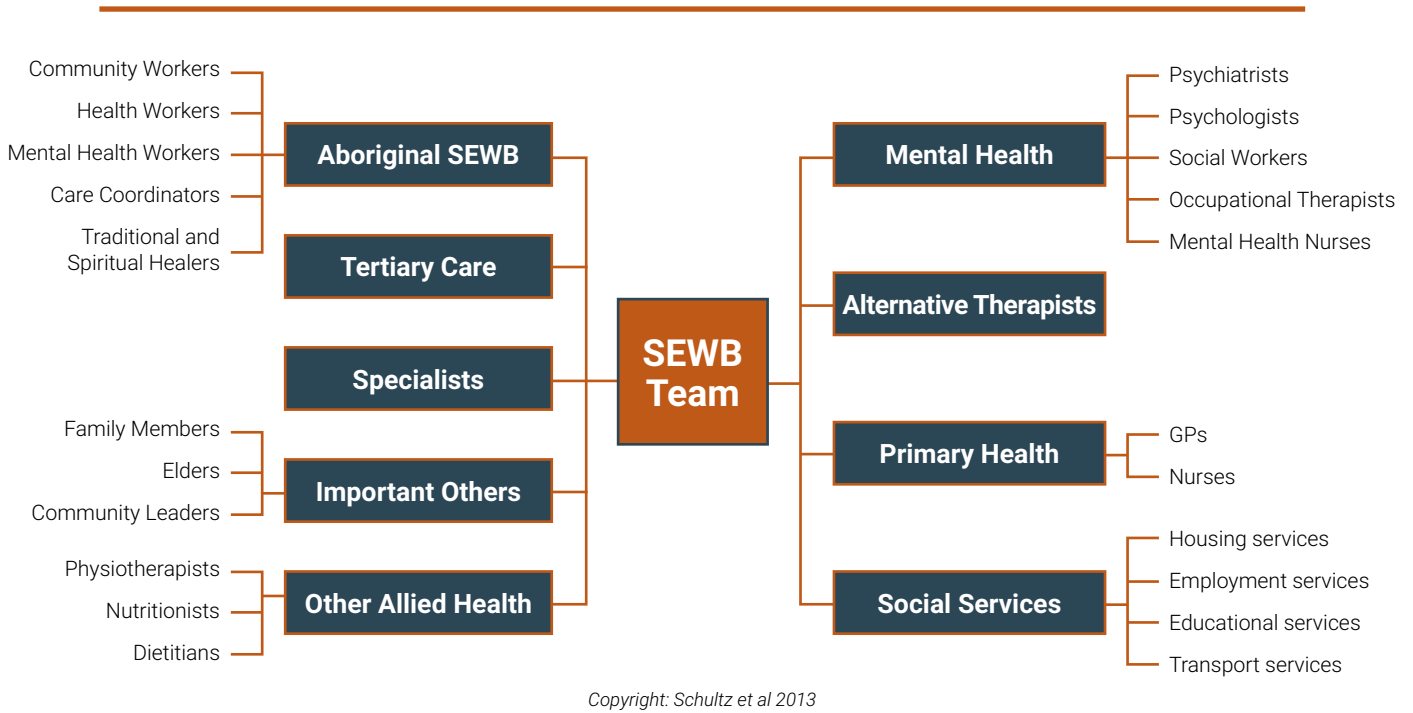 Community Workers
Health Workers
Mental Health Workers
Care Coordinators
Traditional and
Spiritual Healers
Aboriginal SEWB
Tertiary Care
Specialists
Family Members
Elders
Community Leaders
Important Others
Physiotherapists
Nutritionists
Dietitians
Other Allied Health
SEWB
Team
Mental Health
Psychiatrists
Psychologists
Social Workers
Occupational Therapists
Mental Health Nurses
Alternative Therapists
Primary Health
GPs
Nurses
Social Services
Housing services
Employment services
Educational services
Transport services
Copyright: Schultz et al 2013